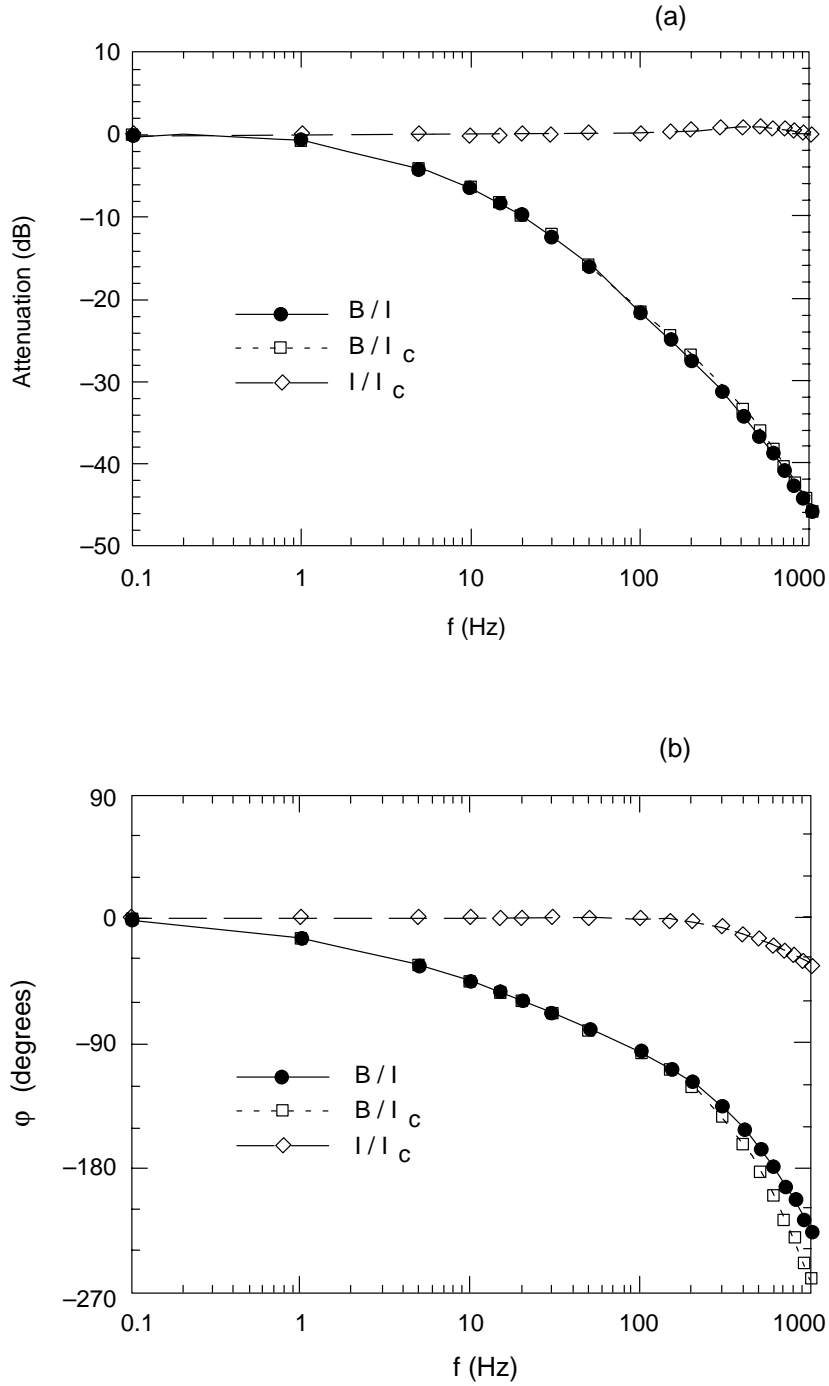 (a)
10
0
–10
–20
–30
–40
–50
Attenuation (dB)
B / I
B / I c
I / I c
0.1
1
10
100
1000
f (Hz)
(b)
90
0
–90
–180
–270
φ (degrees)
B / I
B / I c
I / I c
0.1
1
10
100
1000
f (Hz)